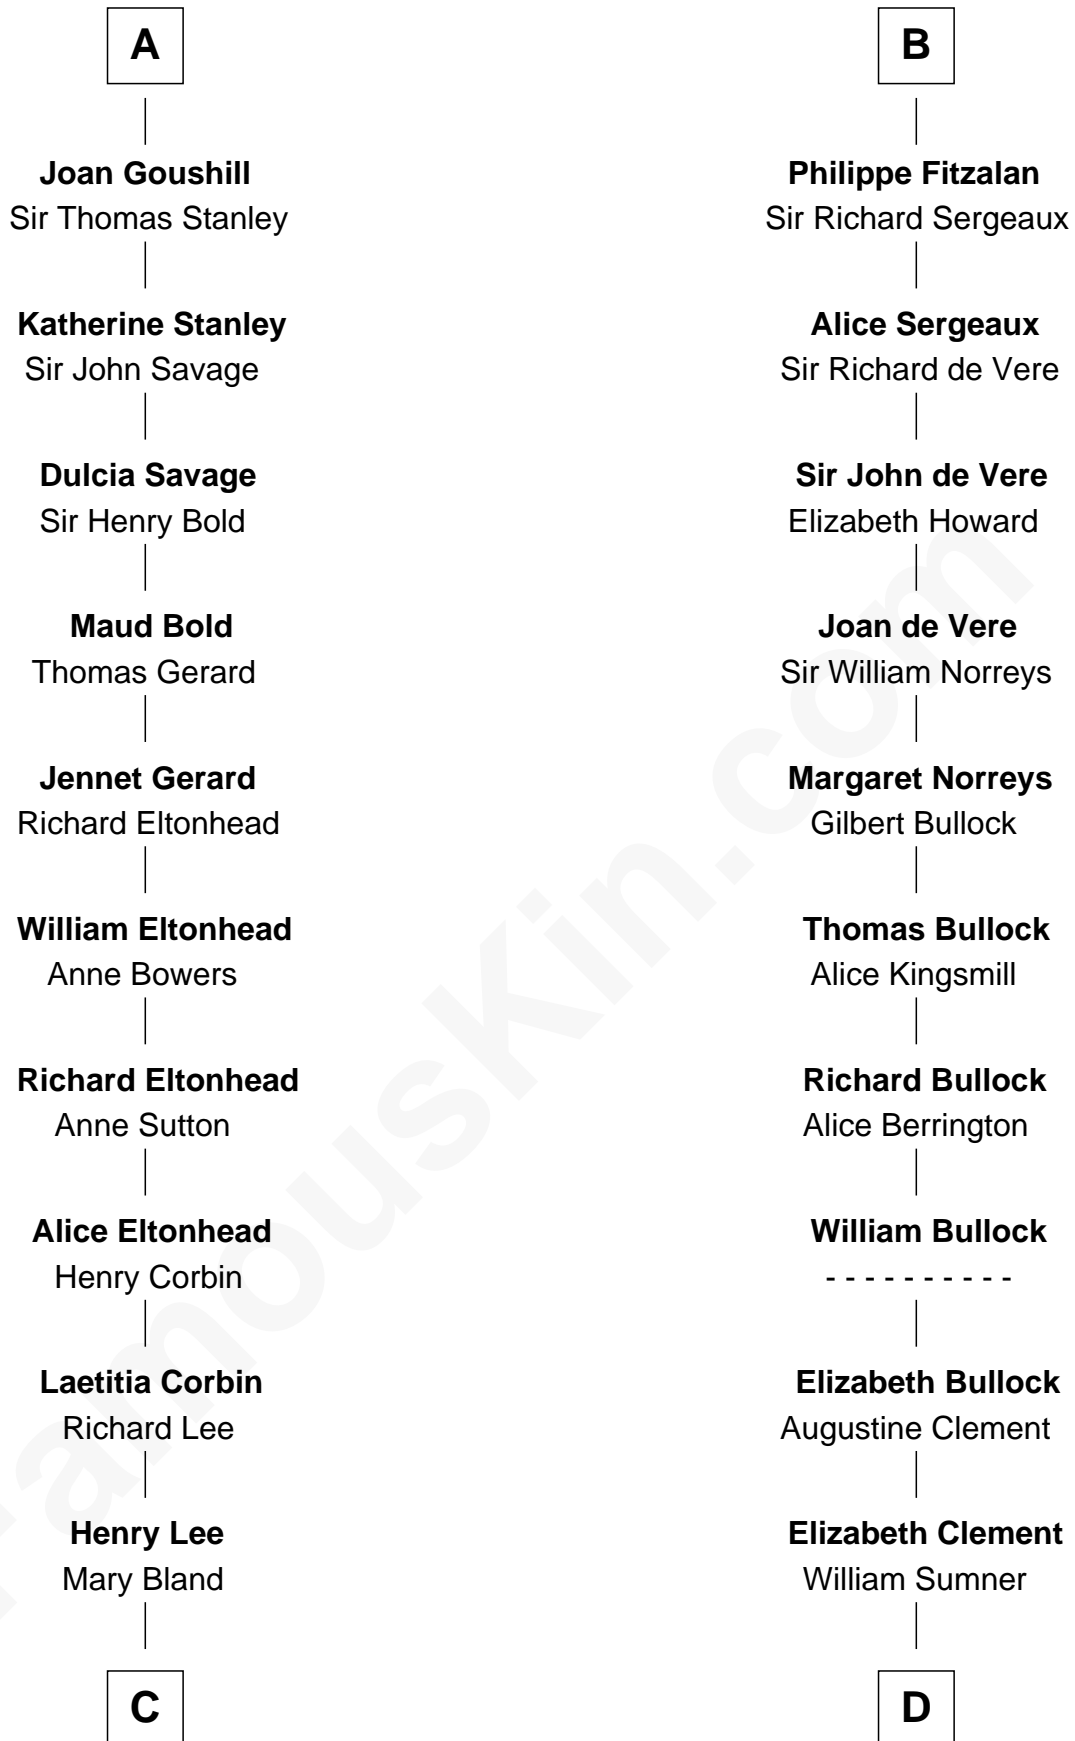 A
Joan Goushill
Sir Thomas Stanley
Katherine Stanley
Sir John Savage
Dulcia Savage
Sir Henry Bold
Maud Bold
Thomas Gerard
Jennet Gerard
Richard Eltonhead
William Eltonhead
Anne Bowers
Richard Eltonhead
Anne Sutton
Alice Eltonhead
Henry Corbin
Laetitia Corbin
Richard Lee
Henry Lee
Mary Bland
C
B
Philippe Fitzalan
Sir Richard Sergeaux
Alice Sergeaux
Sir Richard de Vere
Sir John de Vere
Elizabeth Howard
Joan de Vere
Sir William Norreys
Margaret Norreys
Gilbert Bullock
Thomas Bullock
Alice Kingsmill
Richard Bullock
Alice Berrington
William Bullock
- - - - - - - - - -
Elizabeth Bullock
Augustine Clement
Elizabeth Clement
William Sumner
D
FamousKin.com